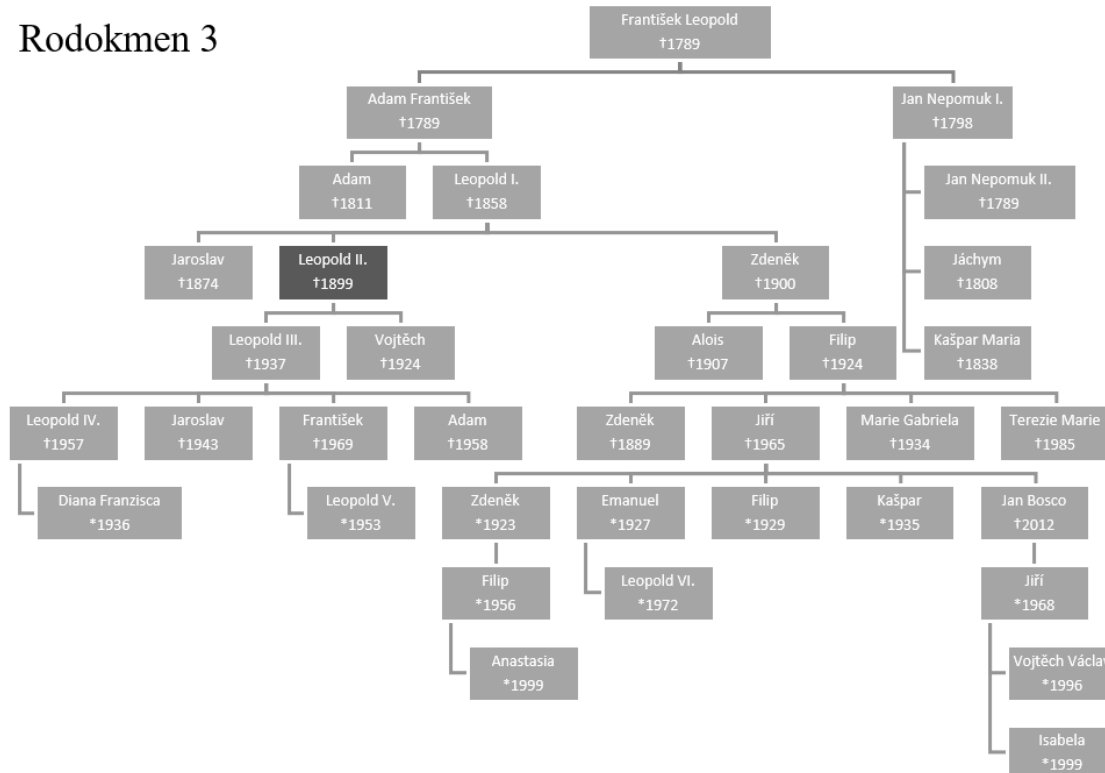 Rodokmen 3
František Leopold
†1789
Adam František
†1789
Jan Nepomuk I.
†1798
Adam
†1811
Leopold I.
†1858
Jan Nepomuk II.
†1789
Jaroslav
†1874
Leopold II.
†1899
Zdeněk
†1900
Jáchym
†1808
Leopold III.
†1937
Vojtěch
†1924
Alois
†1907
Filip
†1924
Kašpar Maria
†1838
Leopold IV.
†1957
Jaroslav
†1943
František
†1969
Adam
†1958
Zdeněk
†1889
Jiří
†1965
Marie Gabriela
†1934
Terezie Marie
†1985
Diana Franzisca
*1936
Leopold V.
*1953
Zdeněk
*1923
Emanuel
*1927
Filip
*1929
Kašpar
*1935
Jan Bosco
†2012
Filip
*1956
Leopold VI.
*1972
Jiří
*1968
Anastasia
*1999
Vojtěch Václav
*1996
Isabela
*1999